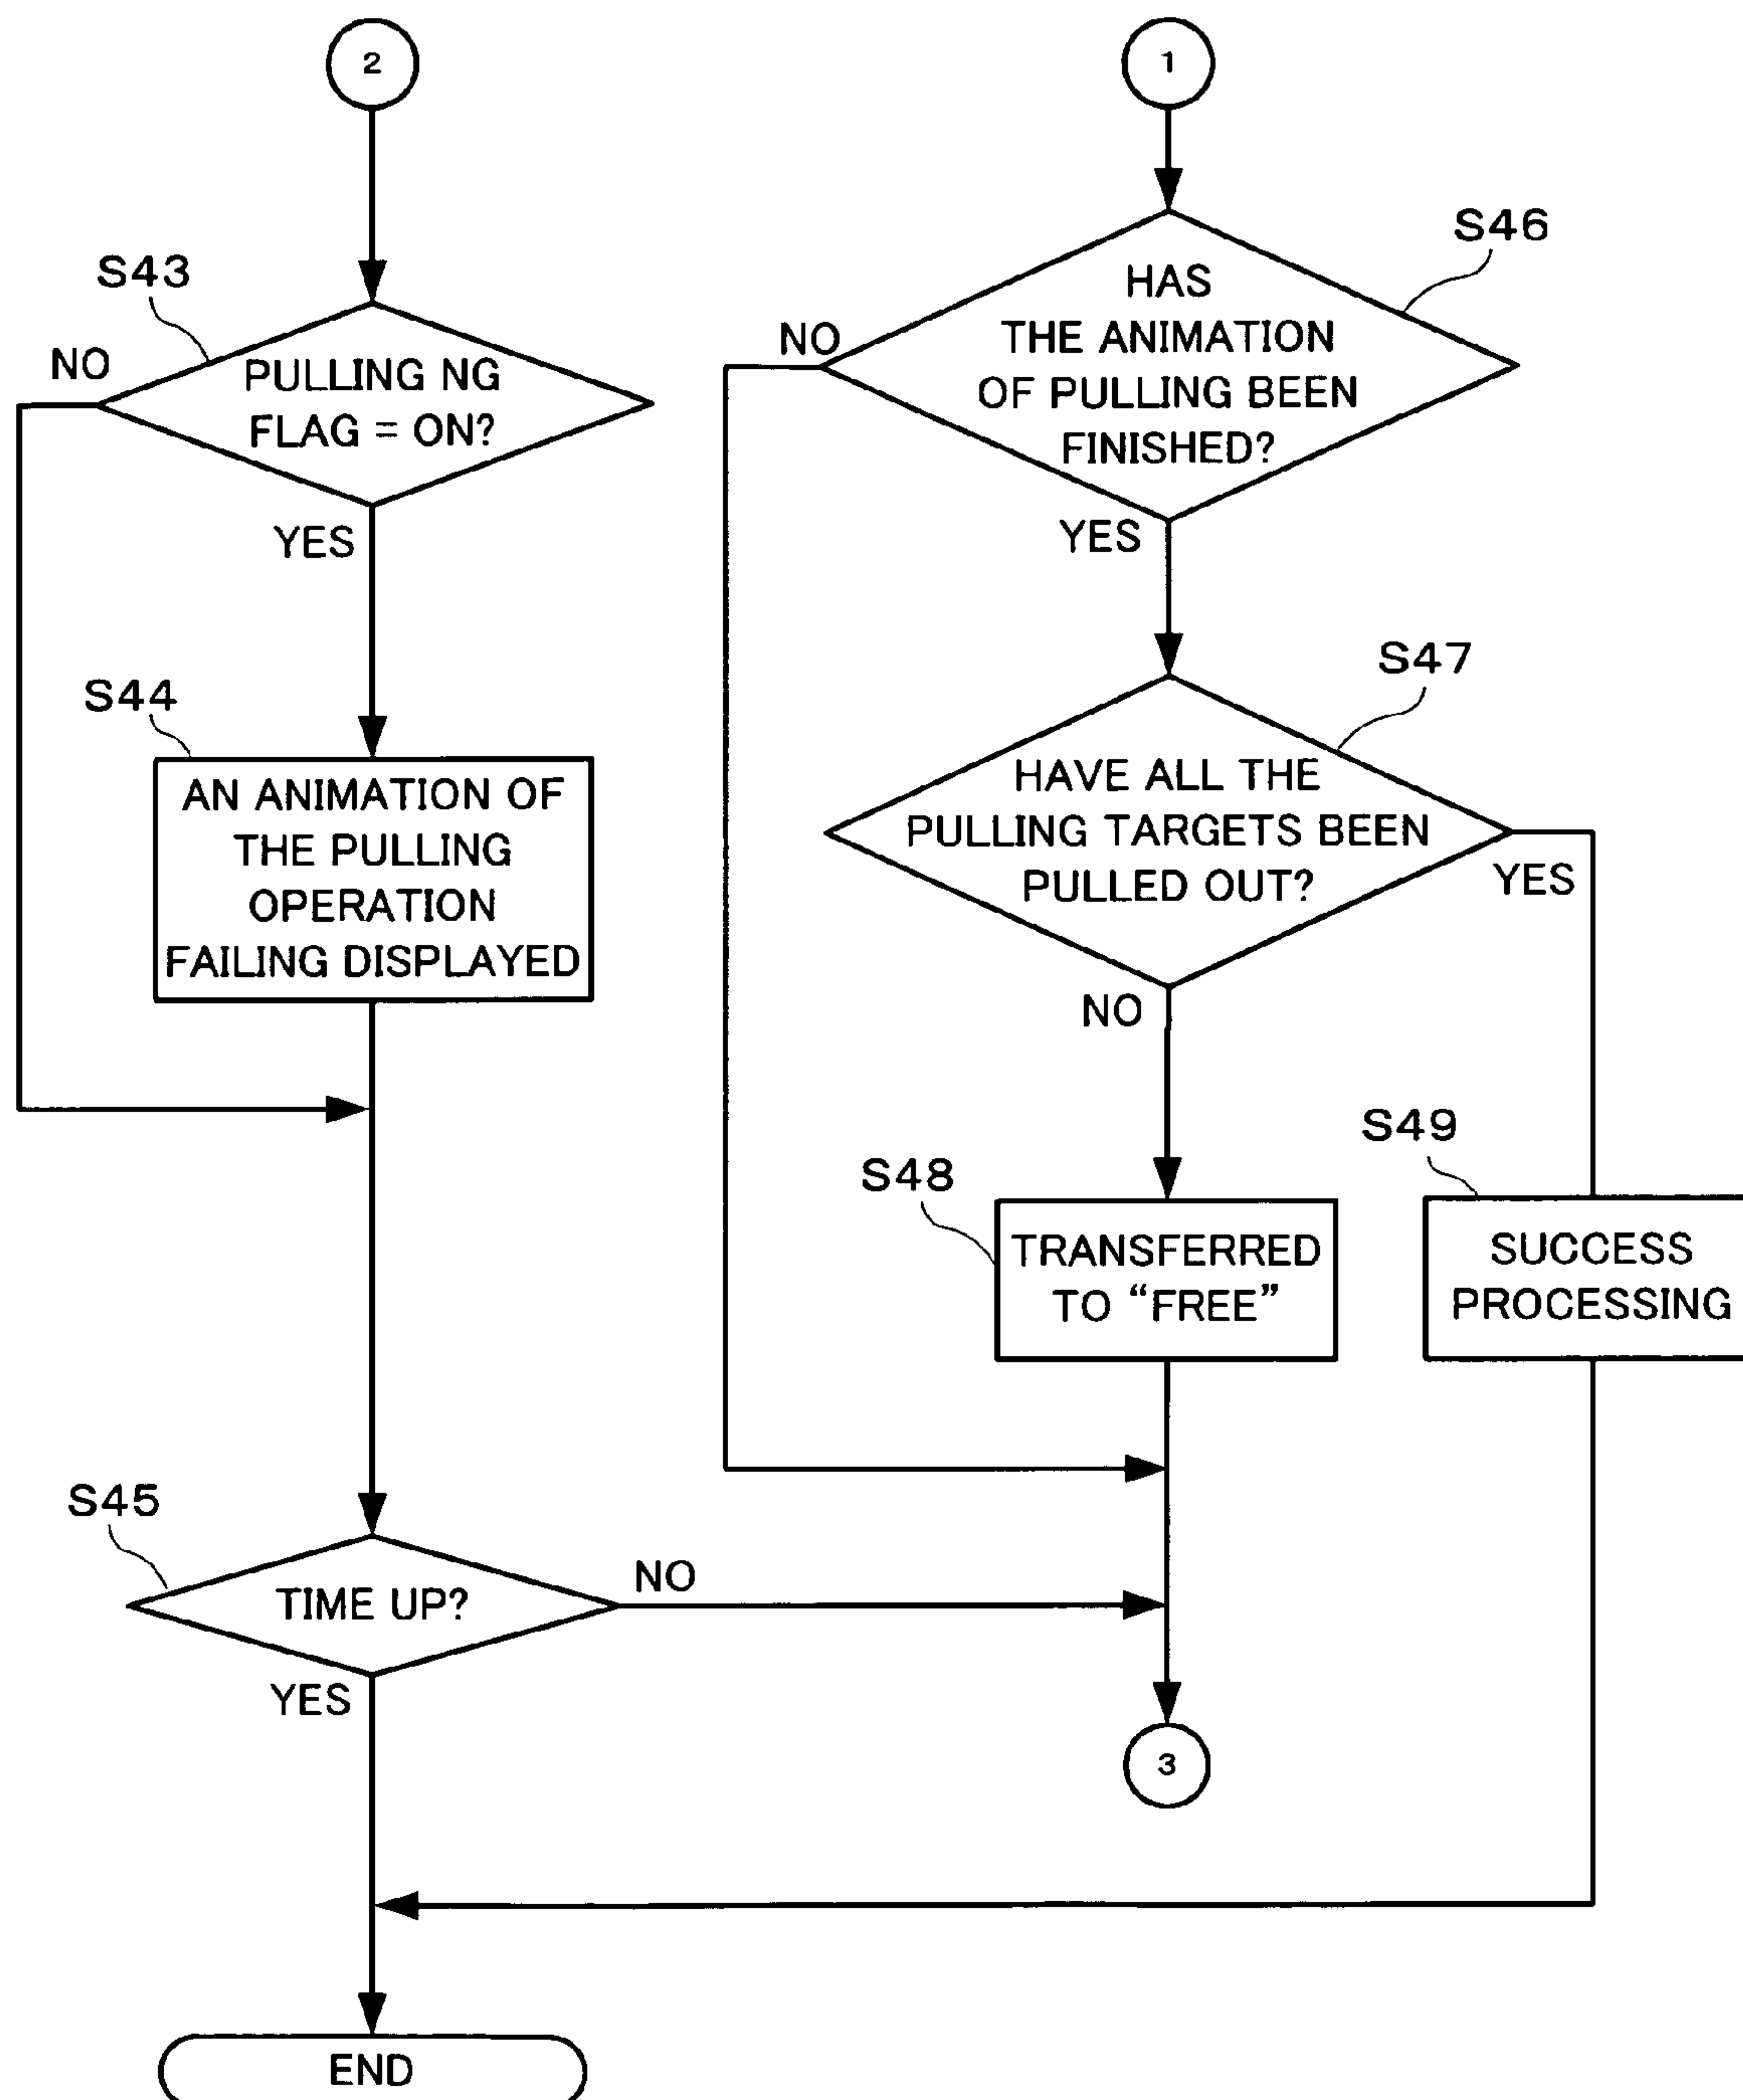 2
S43
NO
PULLING NG
FLAG = ON?
YES
S44
AN ANIMATION OF
THE PULLING
OPERATION
FAILING DISPLAYED
S45
TIME UP?
NO
YES
END
1
S46
HAS
THE ANIMATION
OF PULLING BEEN
FINISHED?
NO
YES
S47
HAVE ALL THE
PULLING TARGETS BEEN
PULLED OUT?
YES
NO
S48
TRANSFERRED
TO “FREE”
S49
SUCCESS
PROCESSING
3